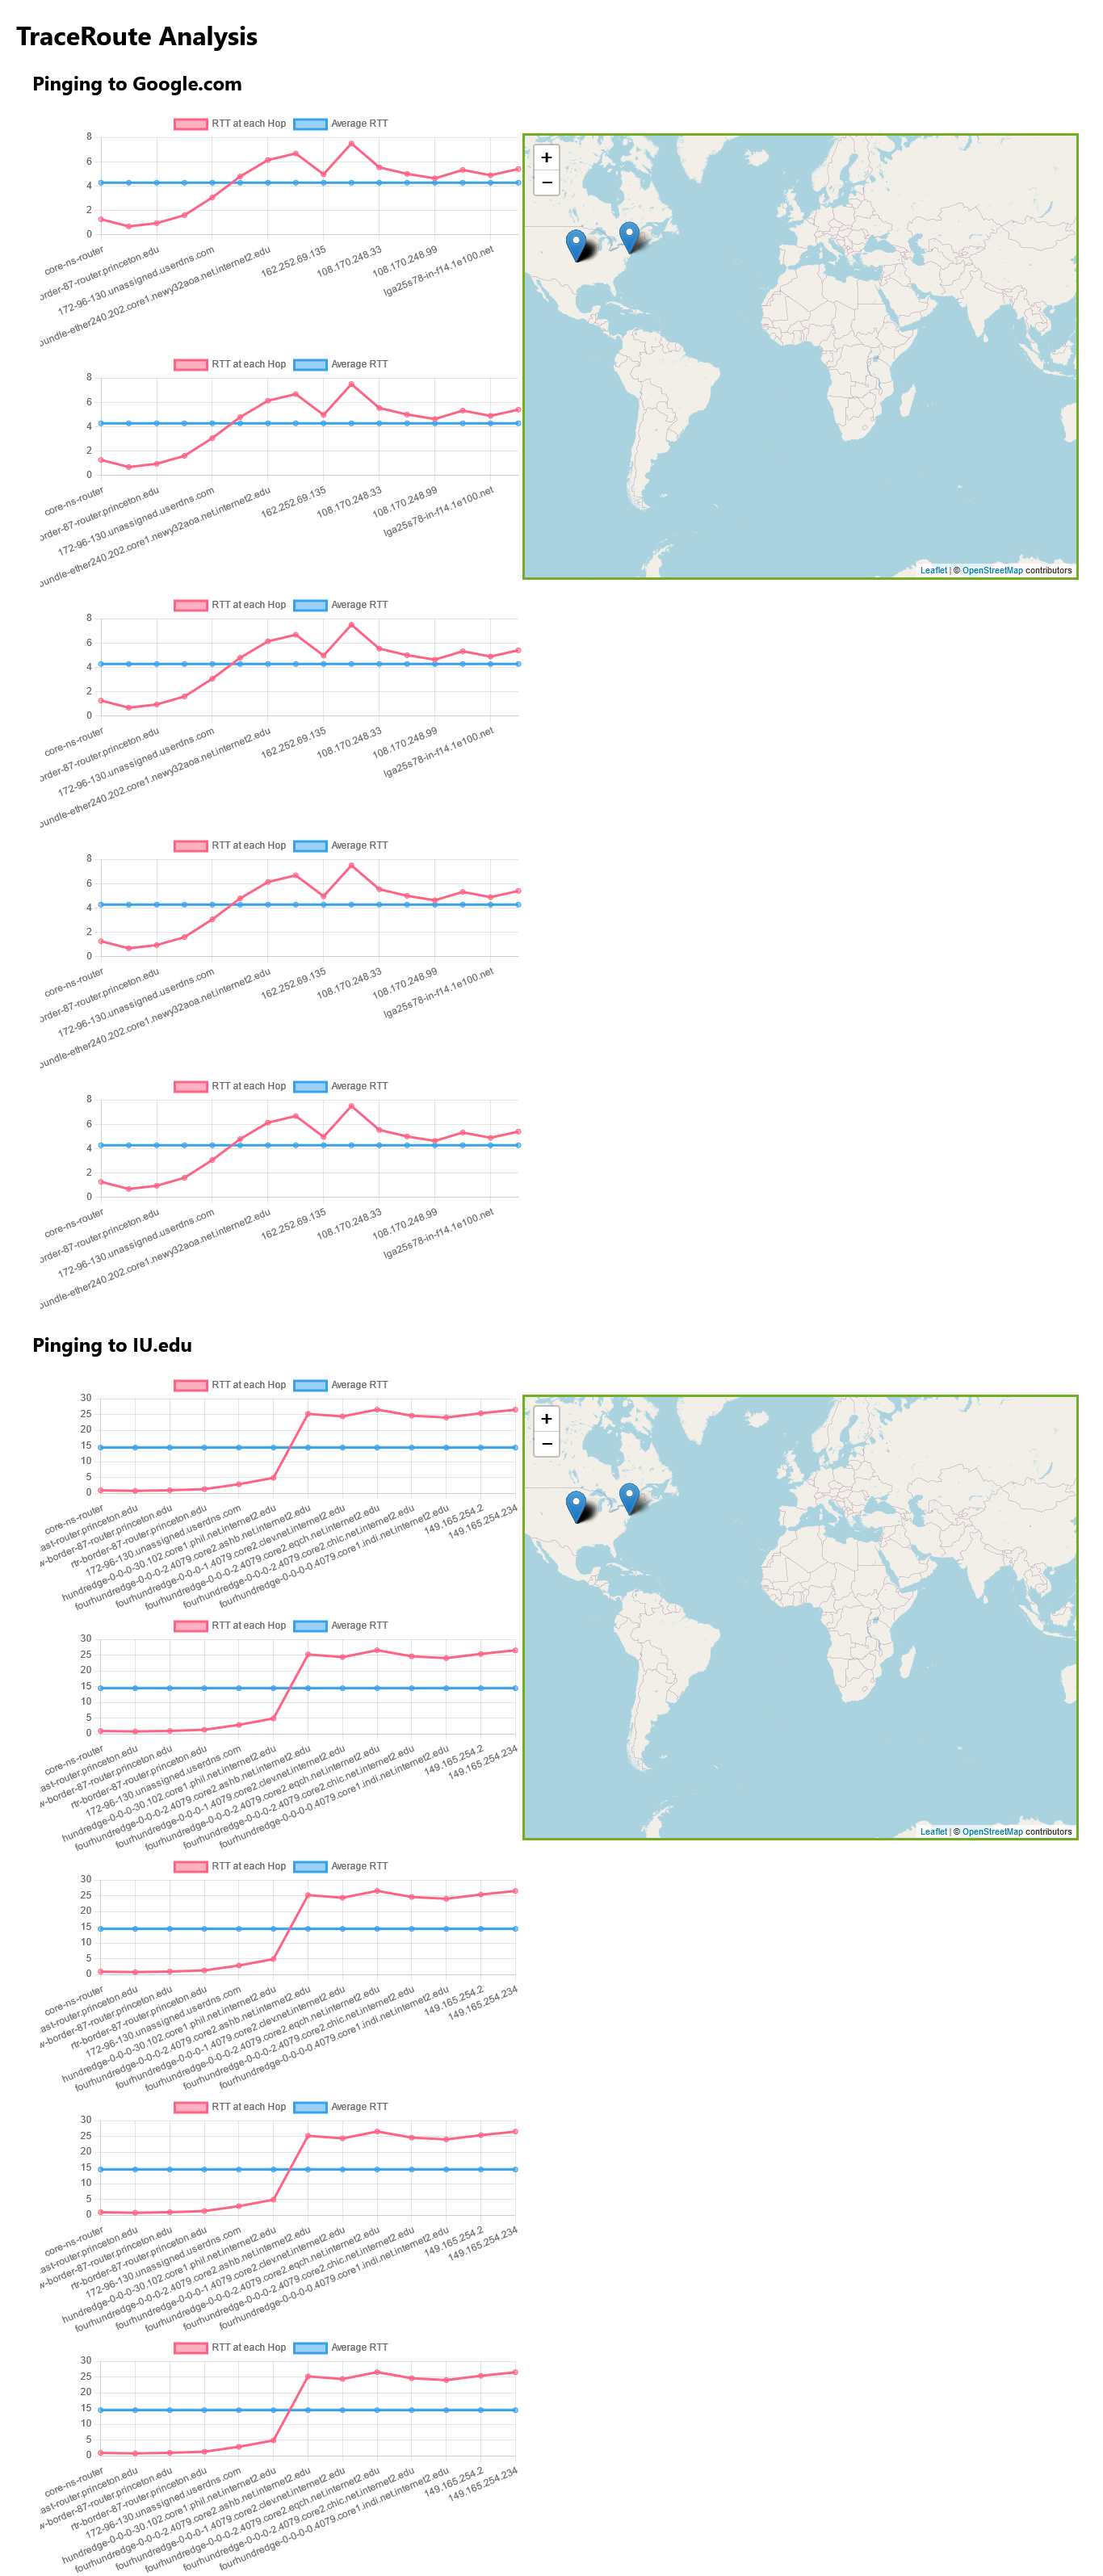 TraceRoute Analysis
Pinging to Google.com
RTT at each Hop Average RTT
8
6
4
2
0
core-ns-router
order-87-router.princeton.edu
172-96-130.unassigned.userdns.com
oundle-ether240.202.core1.newy32aoa.net.internet2.edu
162.252.69.135
108.170.248.33
108.170.248.99
lga25s78-in-f14.1e100.net
+
−
Leaflet | © OpenStreetMap contributors
RTT at each Hop Average RTT
8
6
4
2
0
core-ns-router
order-87-router.princeton.edu
172-96-130.unassigned.userdns.com
oundle-ether240.202.core1.newy32aoa.net.internet2.edu
162.252.69.135
108.170.248.33
108.170.248.99
lga25s78-in-f14.1e100.net
RTT at each Hop Average RTT
8
6
4
2
0
core-ns-router
order-87-router.princeton.edu
172-96-130.unassigned.userdns.com
oundle-ether240.202.core1.newy32aoa.net.internet2.edu
162.252.69.135
108.170.248.33
108.170.248.99
lga25s78-in-f14.1e100.net
RTT at each Hop Average RTT
8
6
4
2
0
core-ns-router
order-87-router.princeton.edu
172-96-130.unassigned.userdns.com
oundle-ether240.202.core1.newy32aoa.net.internet2.edu
162.252.69.135
108.170.248.33
108.170.248.99
lga25s78-in-f14.1e100.net
RTT at each Hop Average RTT
8
6
4
2
0
core-ns-router
order-87-router.princeton.edu
172-96-130.unassigned.userdns.com
oundle-ether240.202.core1.newy32aoa.net.internet2.edu
162.252.69.135
108.170.248.33
108.170.248.99
lga25s78-in-f14.1e100.net
Pinging to IU.edu
RTT at each Hop Average RTT
30
25
20
15
10
5
0
core-ns-router
ast-router.princeton.edu
w-border-87-router.princeton.edu
rtr-border-87-router.princeton.edu
172-96-130.unassigned.userdns.com
hundredge-0-0-0-30.102.core1.phil.net.internet2.edu
fourhundredge-0-0-0-2.4079.core2.ashb.net.internet2.edu
fourhundredge-0-0-0-1.4079.core2.clev.net.internet2.edu
fourhundredge-0-0-0-2.4079.core2.eqch.net.internet2.edu
fourhundredge-0-0-0-2.4079.core2.chic.net.internet2.edu
fourhundredge-0-0-0-0.4079.core1.indi.net.internet2.edu
149.165.254.2
149.165.254.234
+
−
Leaflet | © OpenStreetMap contributors
RTT at each Hop Average RTT
30
25
20
15
10
5
0
core-ns-router
ast-router.princeton.edu
w-border-87-router.princeton.edu
rtr-border-87-router.princeton.edu
172-96-130.unassigned.userdns.com
hundredge-0-0-0-30.102.core1.phil.net.internet2.edu
fourhundredge-0-0-0-2.4079.core2.ashb.net.internet2.edu
fourhundredge-0-0-0-1.4079.core2.clev.net.internet2.edu
fourhundredge-0-0-0-2.4079.core2.eqch.net.internet2.edu
fourhundredge-0-0-0-2.4079.core2.chic.net.internet2.edu
fourhundredge-0-0-0-0.4079.core1.indi.net.internet2.edu
149.165.254.2
149.165.254.234
RTT at each Hop Average RTT
30
25
20
15
10
5
0
core-ns-router
ast-router.princeton.edu
w-border-87-router.princeton.edu
rtr-border-87-router.princeton.edu
172-96-130.unassigned.userdns.com
hundredge-0-0-0-30.102.core1.phil.net.internet2.edu
fourhundredge-0-0-0-2.4079.core2.ashb.net.internet2.edu
fourhundredge-0-0-0-1.4079.core2.clev.net.internet2.edu
fourhundredge-0-0-0-2.4079.core2.eqch.net.internet2.edu
fourhundredge-0-0-0-2.4079.core2.chic.net.internet2.edu
fourhundredge-0-0-0-0.4079.core1.indi.net.internet2.edu
149.165.254.2
149.165.254.234
RTT at each Hop Average RTT
30
25
20
15
10
5
0
core-ns-router
ast-router.princeton.edu
w-border-87-router.princeton.edu
rtr-border-87-router.princeton.edu
172-96-130.unassigned.userdns.com
hundredge-0-0-0-30.102.core1.phil.net.internet2.edu
fourhundredge-0-0-0-2.4079.core2.ashb.net.internet2.edu
fourhundredge-0-0-0-1.4079.core2.clev.net.internet2.edu
fourhundredge-0-0-0-2.4079.core2.eqch.net.internet2.edu
fourhundredge-0-0-0-2.4079.core2.chic.net.internet2.edu
fourhundredge-0-0-0-0.4079.core1.indi.net.internet2.edu
149.165.254.2
149.165.254.234
RTT at each Hop Average RTT
30
25
20
15
10
5
0
core-ns-router
ast-router.princeton.edu
w-border-87-router.princeton.edu
rtr-border-87-router.princeton.edu
172-96-130.unassigned.userdns.com
hundredge-0-0-0-30.102.core1.phil.net.internet2.edu
fourhundredge-0-0-0-2.4079.core2.ashb.net.internet2.edu
fourhundredge-0-0-0-1.4079.core2.clev.net.internet2.edu
fourhundredge-0-0-0-2.4079.core2.eqch.net.internet2.edu
fourhundredge-0-0-0-2.4079.core2.chic.net.internet2.edu
fourhundredge-0-0-0-0.4079.core1.indi.net.internet2.edu
149.165.254.2
149.165.254.234